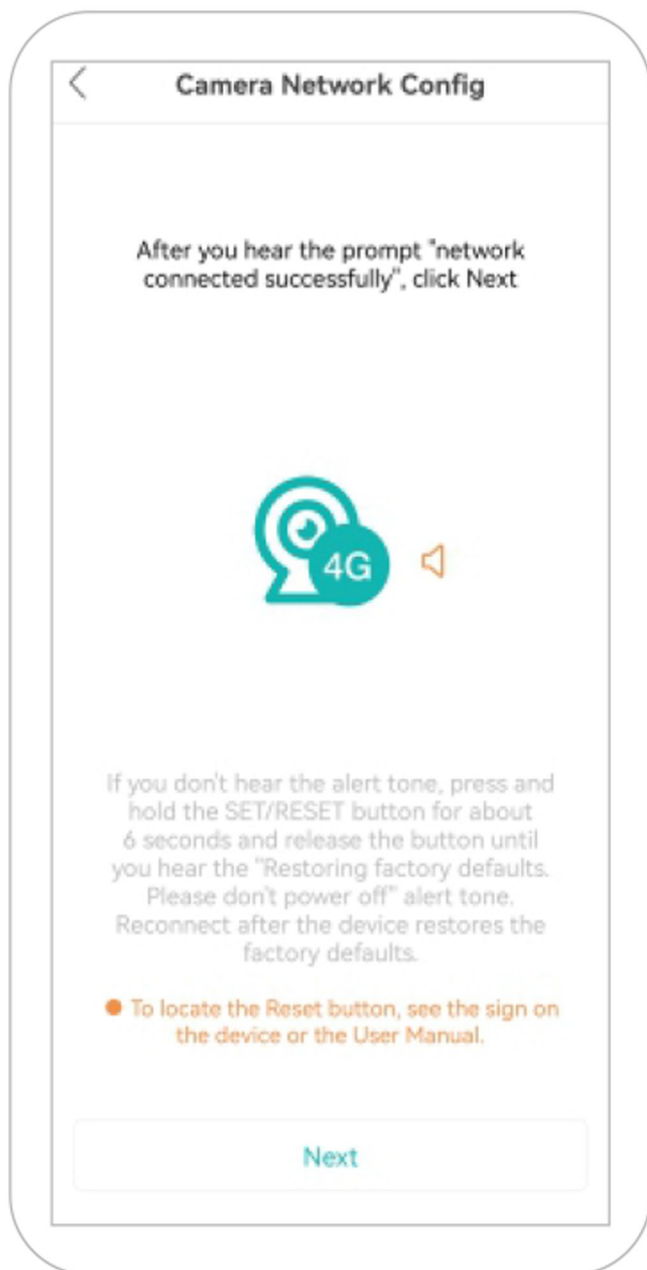 Camera Network Config
After you hear the prompt "network
connected successfully", click Next
4G
If you don't hear the alert tone, press and
hold the SET/RESET button for about
6 seconds and release the button until
you hear the "Restoring factory defaults.
Please don't power off" alert tone.
Reconnect after the device restores the
factory defaults.
To locate the Reset button, see the sign on
the device or the User Manual.
Next